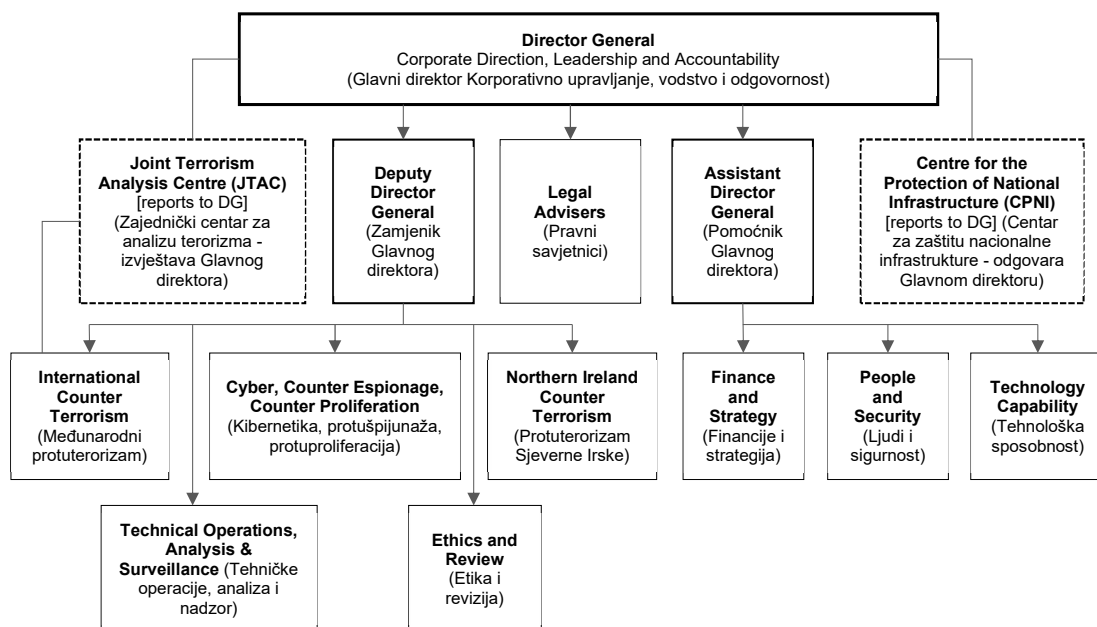 Director General
Corporate Direction, Leadership and Accountability
(Glavni direktor Korporativno upravljanje, vodstvo i odgovornost)
Joint Terrorism
Analysis Centre (JTAC)
[reports to DG]
(Zajednički centar za
analizu terorizma -
izvještava Glavnog
direktora)
Deputy
Director
General
(Zamjenik
Glavnog
direktora)
Legal
Advisers
(Pravni
savjetnici)
Assistant
Director
General
(Pomoćnik
Glavnog
direktora)
Centre for the
Protection of National
Infrastructure (CPNI)
[reports to DG] (Centar
za zaštitu nacionalne
infrastrukture - odgovara
Glavnom direktoru)
International
Counter
Terrorism
(Međunarodni
protuterorizam)
Cyber, Counter Espionage,
Counter Proliferation
(Kibernetika, protušpijunaža,
protuproliferacija)
Northern Ireland
Counter
Terrorism
(Protuterorizam
Sjeverne Irske)
Finance
and
Strategy
(Financije i
strategija)
People
and
Security
(Ljudi i
sigurnost)
Technology
Capability
(Tehnološka
sposobnost)
Technical Operations,
Analysis &
Surveillance (Tehničke
operacije, analiza i
nadzor)
Ethics and
Review
(Etika i
revizija)